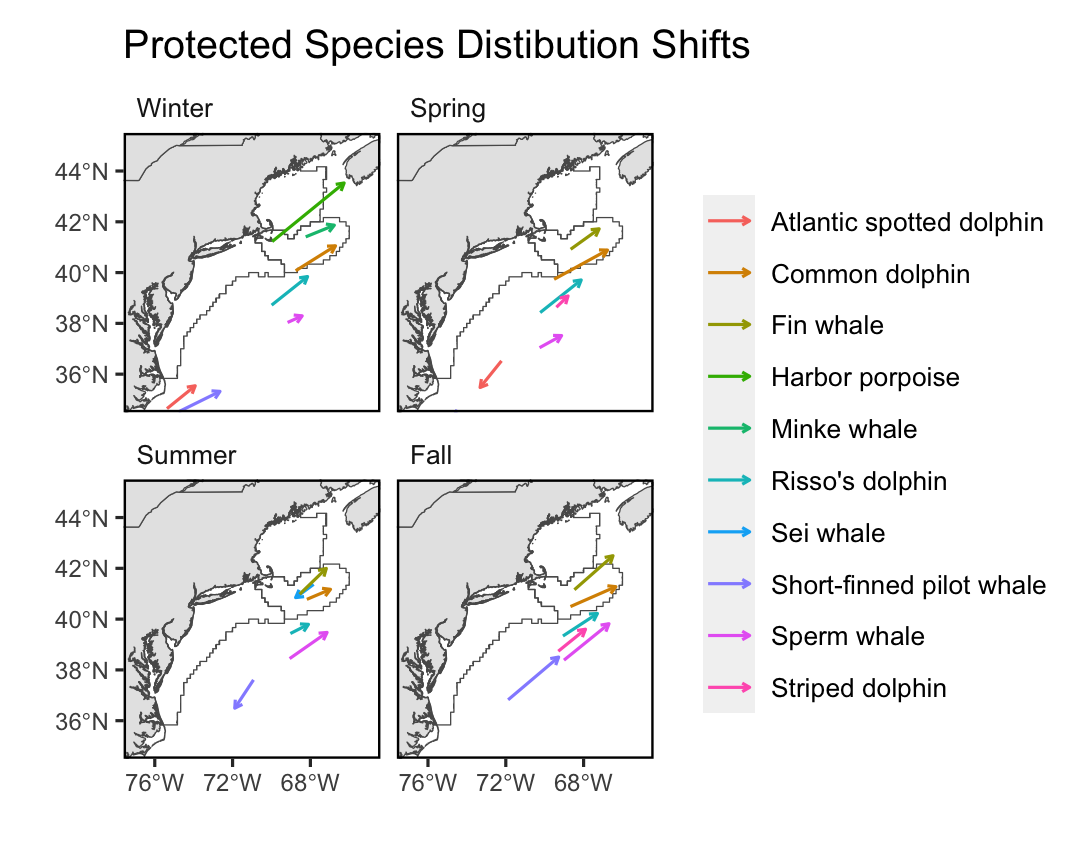 Protected Species Distibution Shifts
Winter
Spring
44°N
42°N
40°N
38°N
36°N
Summer
Fall
44°N
42°N
40°N
38°N
36°N
76°W 72°W 68°W
76°W 72°W 68°W
Atlantic spotted dolphin
Common dolphin
Fin whale
Harbor porpoise
Minke whale
Risso's dolphin
Sei whale
Short-finned pilot whale
Sperm whale
Striped dolphin